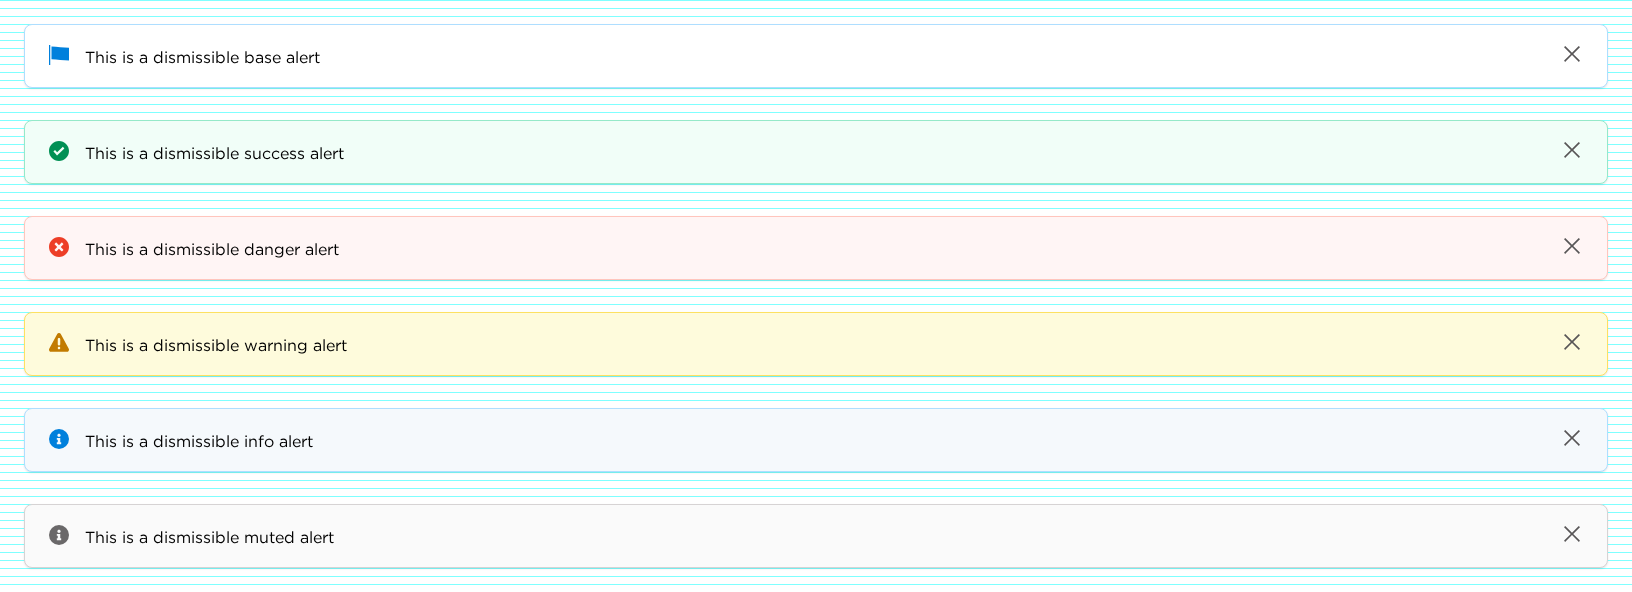 This is a dismissible base alert
This is a dismissible success alert
This is a dismissible danger alert
This is a dismissible warning alert
This is a dismissible info alert
This is a dismissible muted alert